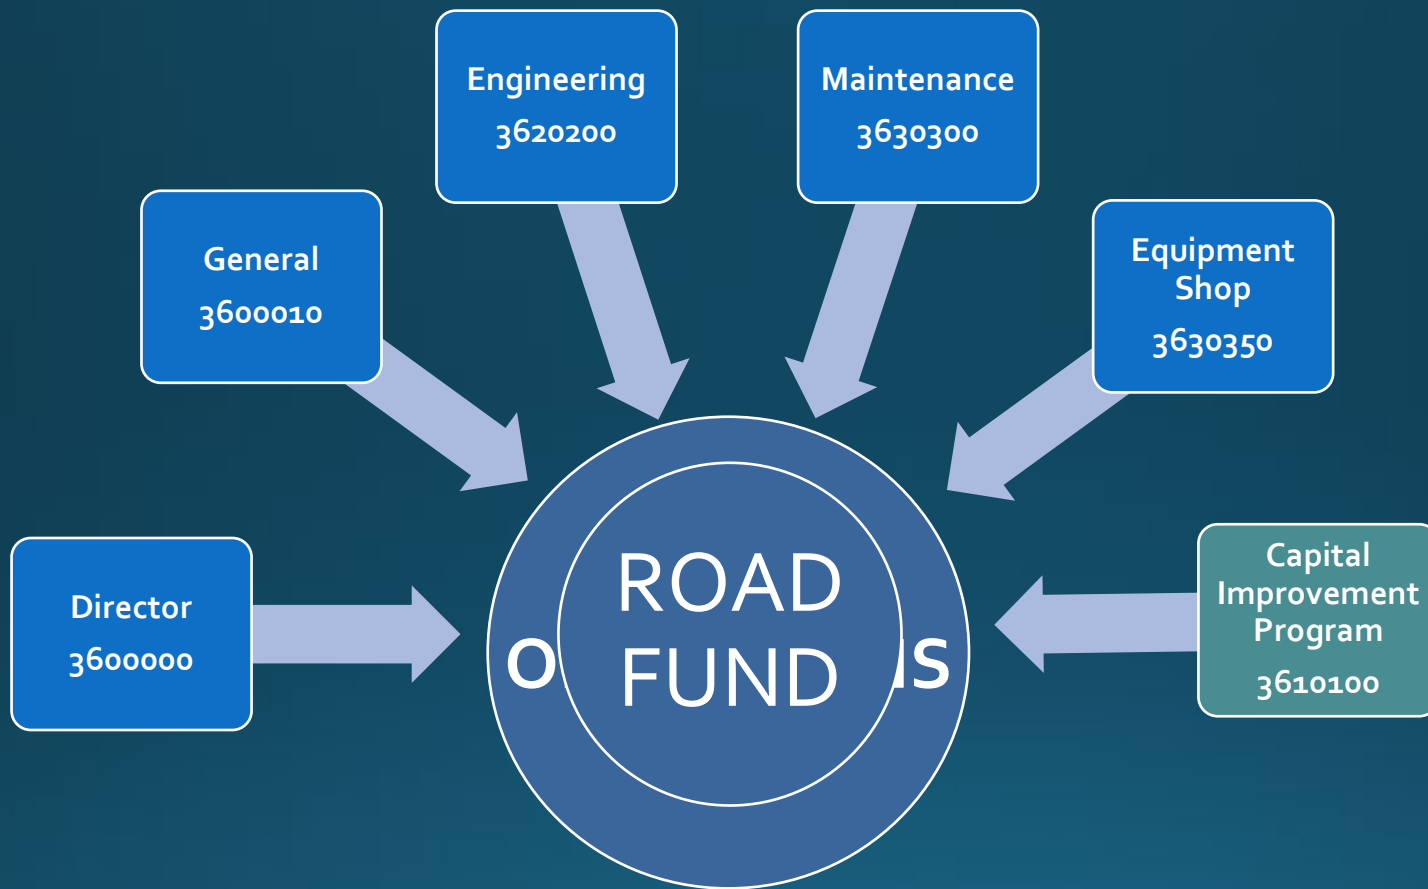 Engineering
3620200
Maintenance
3630300
General
3600010
Equipment
Shop
3630350
Director
3600000
ROAD
FUND
Capital
Improvement
Program
3610100